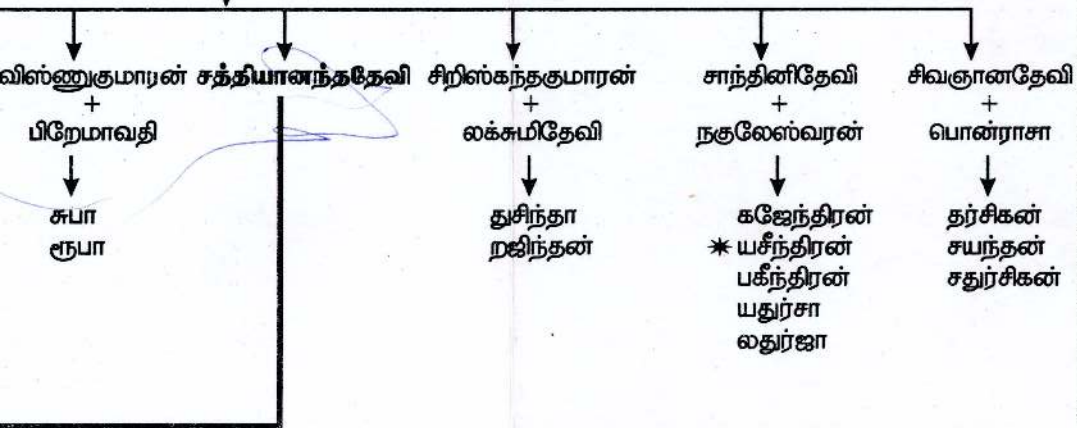 விஸ்ணுகுமாரன் சத்தியானந்ததேவி சிறிஸ்கந்தகுமாரன் சாந்தினிதேவி சிவஞானதேவி
+ + + +
பிறேமாவதி லக்சுமிதேவி நகுலேஸ்வரன் பொன்ராசா
சுபா துசிந்தா கஜேந்திரன் தர்சிகன்
ரூபா றஜிந்தன் ✷ யசீந்திரன் சயந்தன்
பகீந்திரன் சதுர்சிகன்
யதுர்சா
லதுர்ஜா